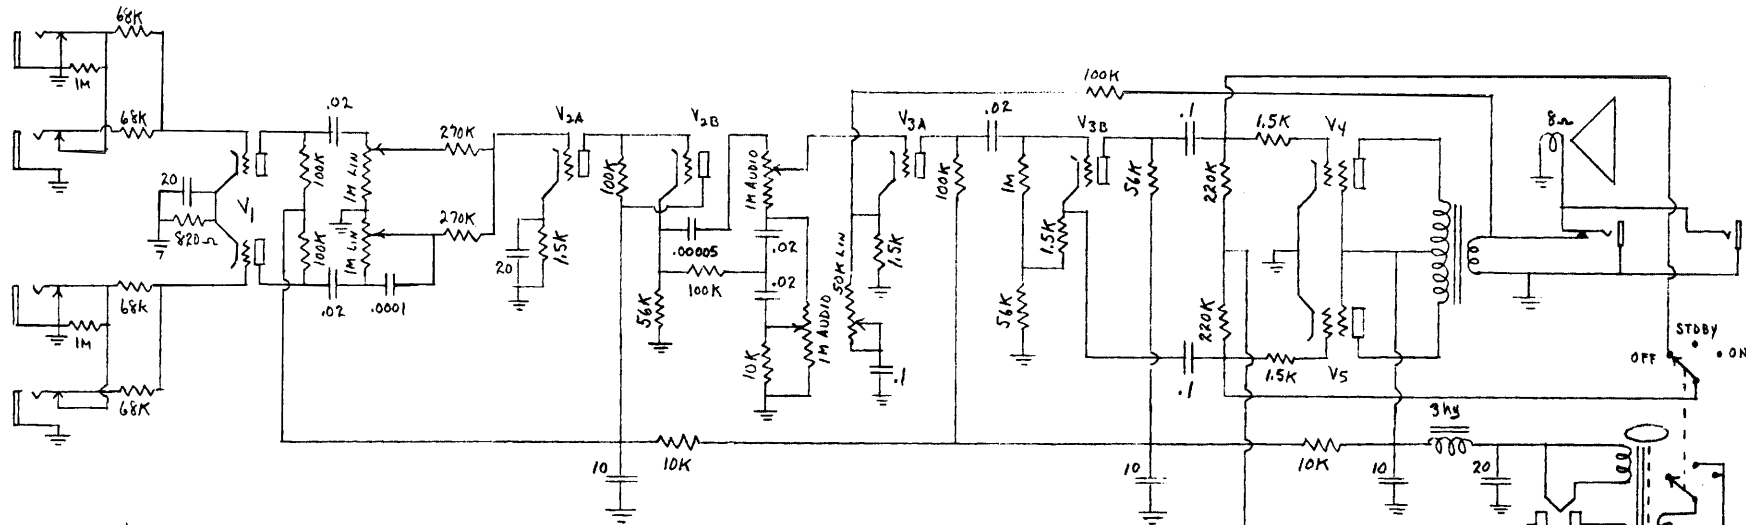 68K
1M
68K
20
820Ω
V1
68K
1M
68K
.02
100K
1M LIN
100K
1M LIN
.02
.0001
270K
270K
V2A
20
1.5K
100K
V2B
.00005
100K
56K
1M AUDIO
.02
.02
10K
1M AUDIO
50K LIN
.1
V3A
1.5K
100K
100K
.02
1M
56K
V3B
1.5K
56K
.1
.1
220K
220K
1.5K
1.5K
V4
V5
8Ω
STDBY
OFF
ON
10
10K
10
10K
10
3hy
20